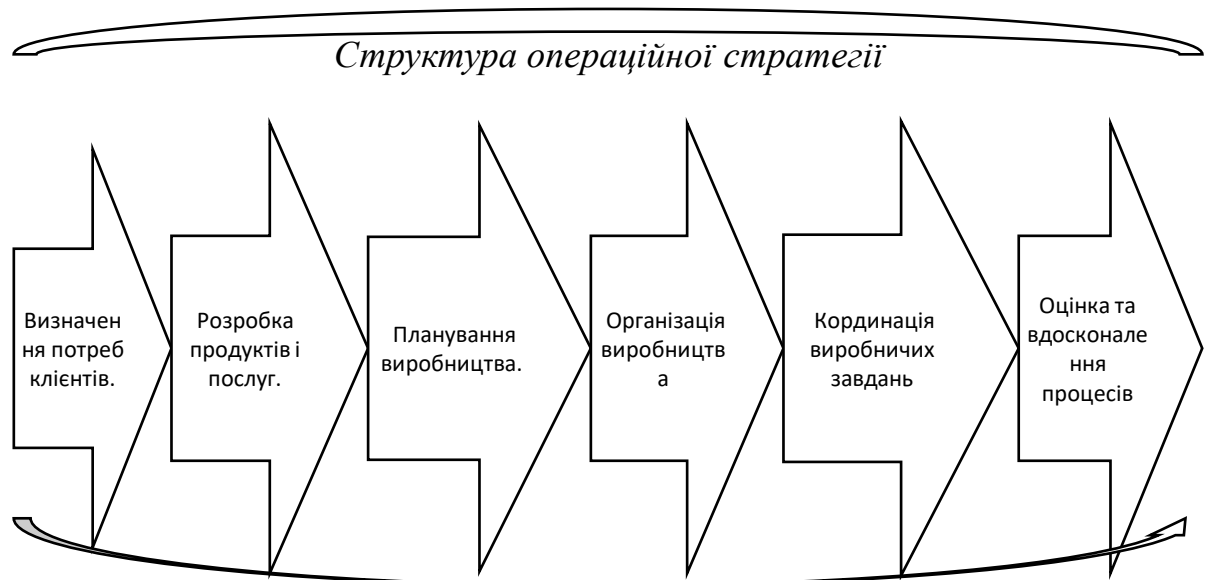 Структура операційної стратегії
Визначен
ня потреб
клієнтів.
Розробка
продуктів і
послуг.
Планування
виробництва.
Організація
виробництв
а
Кординація
виробничих
завдань
Оцінка та
вдосконале
ння
процесів